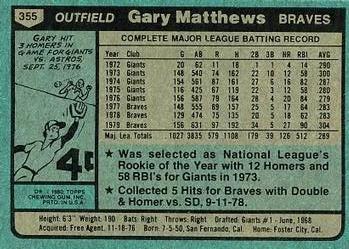 355 OUTFIELD Gary Matthews BRAVES
GARY HIT
3 HOMERS IN
GAME FOR GIANTS
VS. ASTROS,
SEPT. 25, 1976
COMPLETE MAJOR LEAGUE BATTING RECORD
Year Club G AB R H 2B 3B HR RBI AVG
1972 Giants 20 62 11 18 1 1 4 14 .290
1973 Giants 148 540 74 162 22 10 12 58 .300
1974 Giants 154 561 87 161 27 6 16 82 .287
1975 Giants 116 425 67 119 22 3 12 58 .280
1976 Giants 156 587 79 164 28 4 20 84 .279
1977 Braves 148 555 89 157 25 5 17 64 .283
1978 Braves 129 474 75 135 20 5 18 62 .285
1979 Braves 156 631 97 192 34 5 27 90 .304
Maj. Lea. Totals 1027 3835 579 1108 179 39 126 512 .289
★ Was selected as National League's
Rookie of the Year with 12 Homers and
58 RBI's for Giants in 1973.
★ Collected 5 Hits for Braves with Double
& Homer vs. SD, 9-11-78.
© 1980 TOPPS
CHEWING GUM, INC.
PRTD. IN U.S.A.
Height: 6'3" Weight: 190 Bats: Right Throws: Right Drafted: Giants #1 - June, 1968
Acquired: Free Agent, 11-18-76 Born: 7-5-50, San Fernando, Cal. Home: Foster City, Cal.